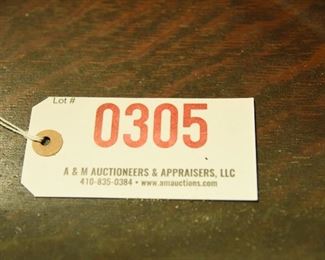 Lot #
0305
A & M AUCTIONEERS & APPRAISERS, LLC
410-835-0384 • www.amauctions.com